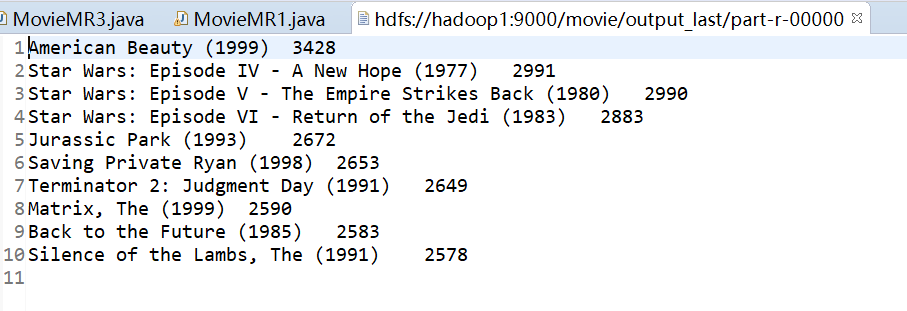 MovieMR3.java MovieMR1.java hdfs://hadoop1:9000/movie/output_last/part-r-00000
1 American Beauty (1999) 3428
2 Star Wars: Episode IV - A New Hope (1977) 2991
3 Star Wars: Episode V - The Empire Strikes Back (1980) 2990
4 Star Wars: Episode VI - Return of the Jedi (1983) 2883
5 Jurassic Park (1993) 2672
6 Saving Private Ryan (1998) 2653
7 Terminator 2: Judgment Day (1991) 2649
8 Matrix, The (1999) 2590
9 Back to the Future (1985) 2583
10 Silence of the Lambs, The (1991) 2578
11